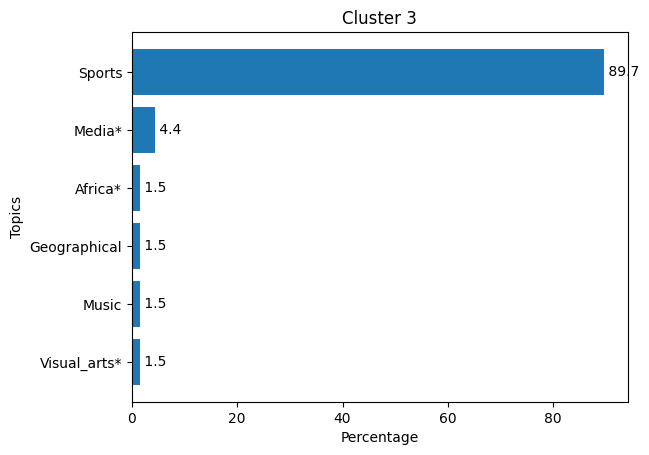 Cluster 3
Sports 89.7
Media* 4.4
Africa* 1.5
Geographical 1.5
Music 1.5
Visual_arts* 1.5
Topics
0 20 40 60 80
Percentage